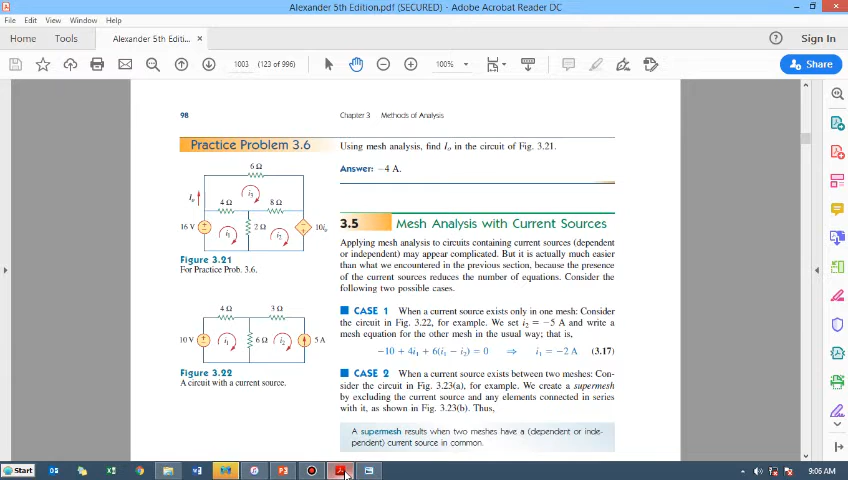 Alexander 5th Edition.pdf (SECURED) - Adobe Acrobat Reader DC
File Edit View Window Help
Home Tools Alexander 5th Editi... × Sign In
1003 (123 of 996) 100% Share
98 Chapter 3 Methods of Analysis
Practice Problem 3.6
Using mesh analysis, find Iₒ in the circuit of Fig. 3.21.
Answer: −4 A.
6 Ω
Iₒ 4 Ω i₃ 8 Ω
16 V i₁ 2 Ω i₂ 10iₒ
Figure 3.21
For Practice Prob. 3.6.
3.5 Mesh Analysis with Current Sources
Applying mesh analysis to circuits containing current sources (dependent
or independent) may appear complicated. But it is actually much easier
than what we encountered in the previous section, because the presence
of the current sources reduces the number of equations. Consider the
following two possible cases.
4 Ω 3 Ω
10 V i₁ 6 Ω i₂ 5 A
Figure 3.22
A circuit with a current source.
CASE 1 When a current source exists only in one mesh: Consider
the circuit in Fig. 3.22, for example. We set i₂ = −5 A and write a
mesh equation for the other mesh in the usual way; that is,
−10 + 4i₁ + 6(i₁ − i₂) = 0 ⇒ i₁ = −2 A (3.17)
CASE 2 When a current source exists between two meshes: Con-
sider the circuit in Fig. 3.23(a), for example. We create a supermesh
by excluding the current source and any elements connected in series
with it, as shown in Fig. 3.23(b). Thus,
A supermesh results when two meshes have a (dependent or inde-
pendent) current source in common.
Start 9:06 AM